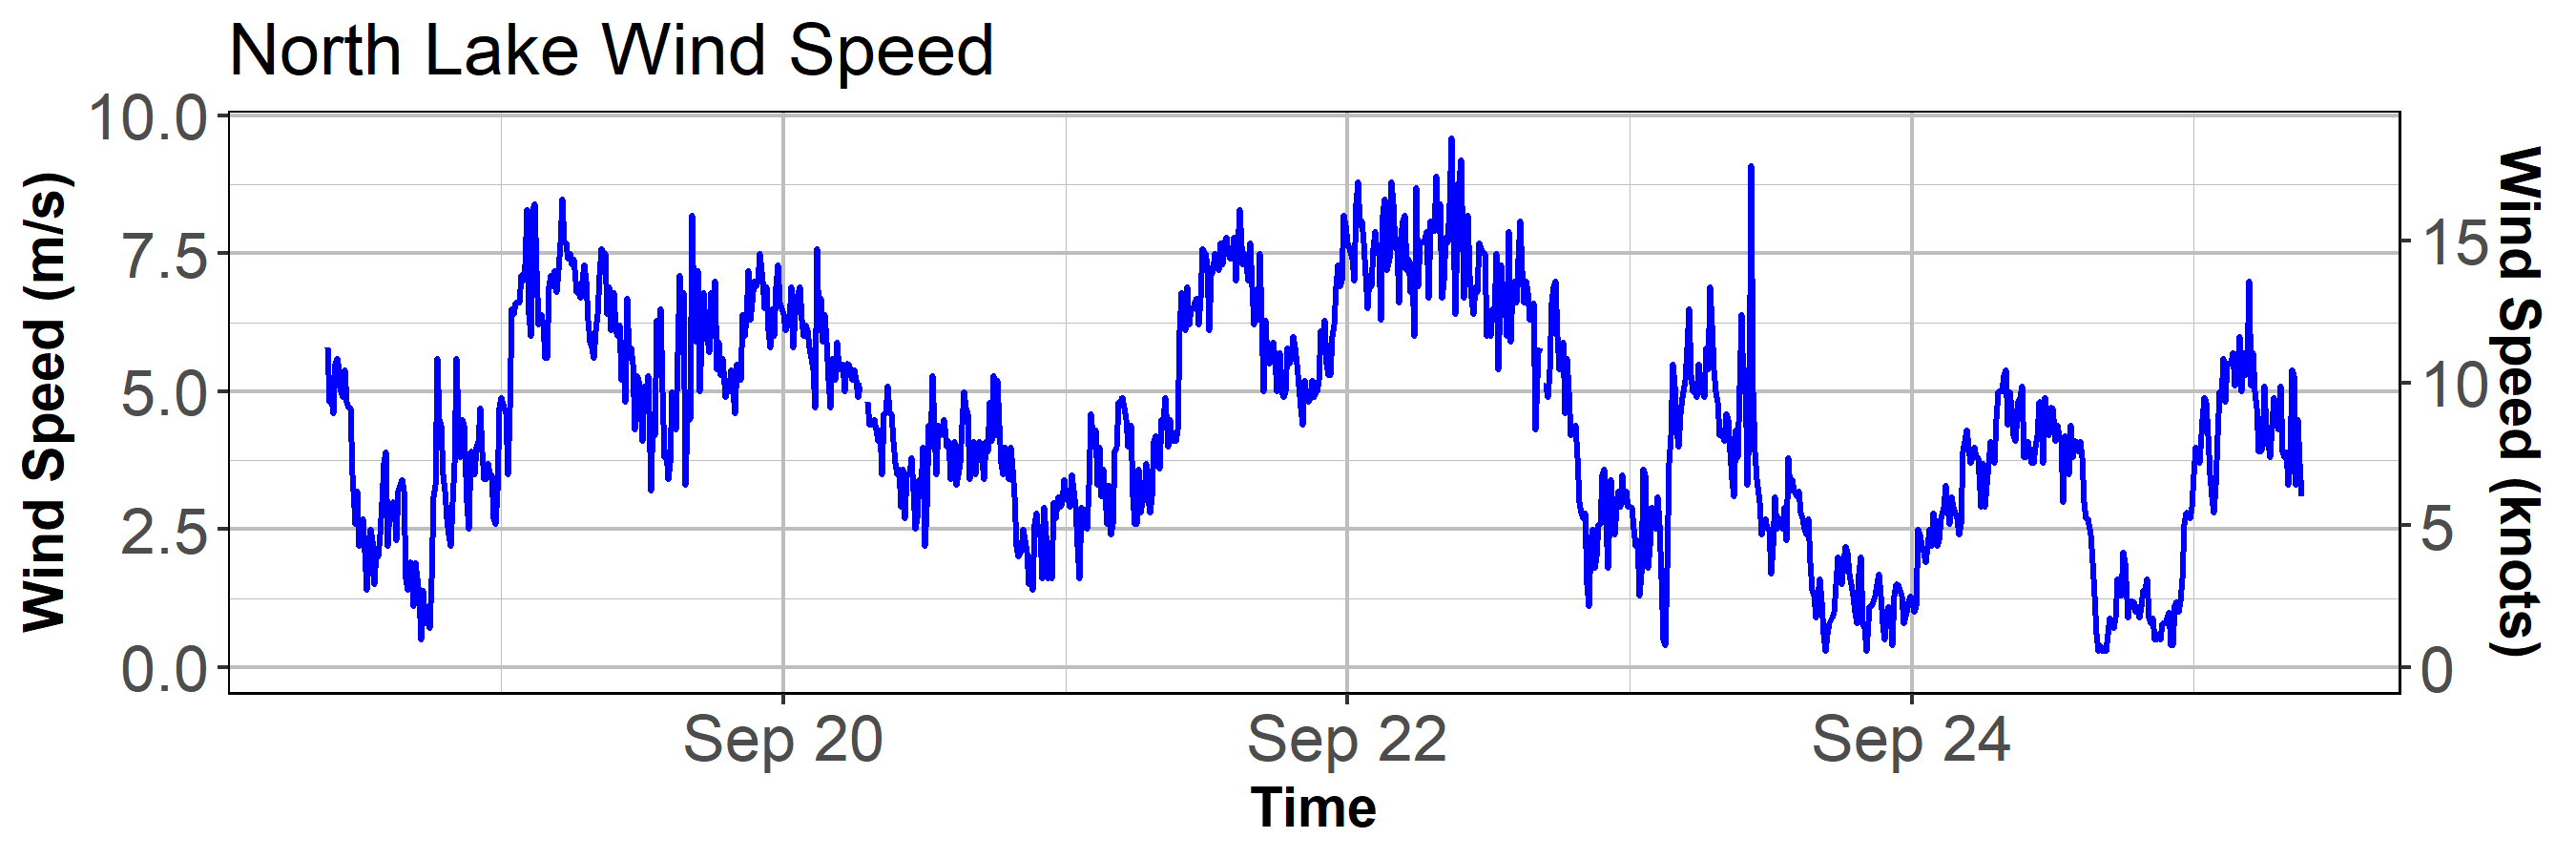 North Lake Wind Speed
Wind Speed (m/s)
10.0
7.5
5.0
2.5
0.0
Wind Speed (knots)
15
10
5
0
Sep 20
Sep 22
Sep 24
Time